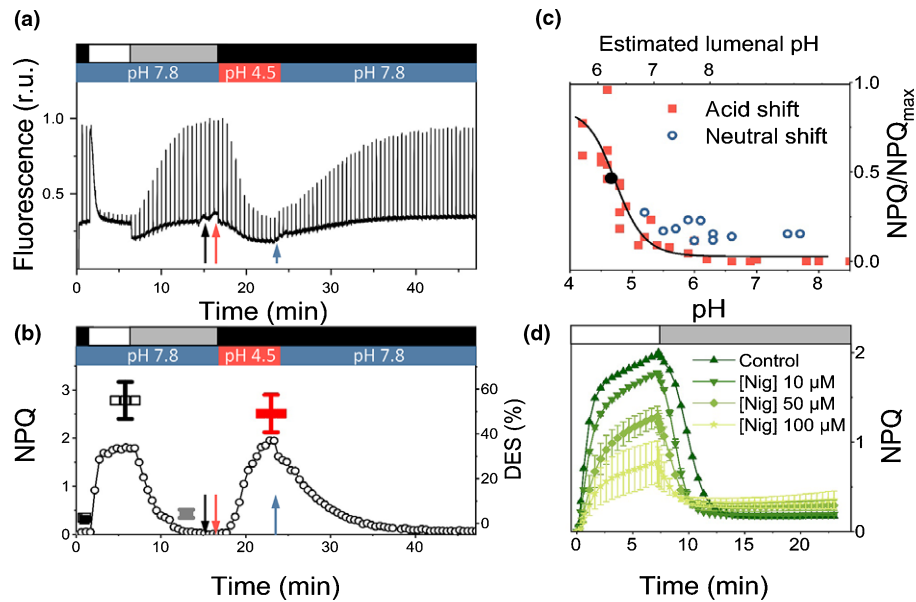 (a)
pH 7.8 pH 4.5 pH 7.8
Fluorescence (r.u.)
1.0
0.5
0 10 20 30 40
Time (min)
(b)
pH 7.8 pH 4.5 pH 7.8
NPQ
3
2
1
0
60
40
20
0
DES (%)
0 10 20 30 40
Time (min)
(c)
Estimated lumenal pH
6 7 8
Acid shift
Neutral shift
1.0
0.5
0.0
NPQ/NPQmax
4 5 6 7 8
pH
(d)
Control
[Nig] 10 µM
[Nig] 50 µM
[Nig] 100 µM
2
1
0
NPQ
0 5 10 15 20
Time (min)